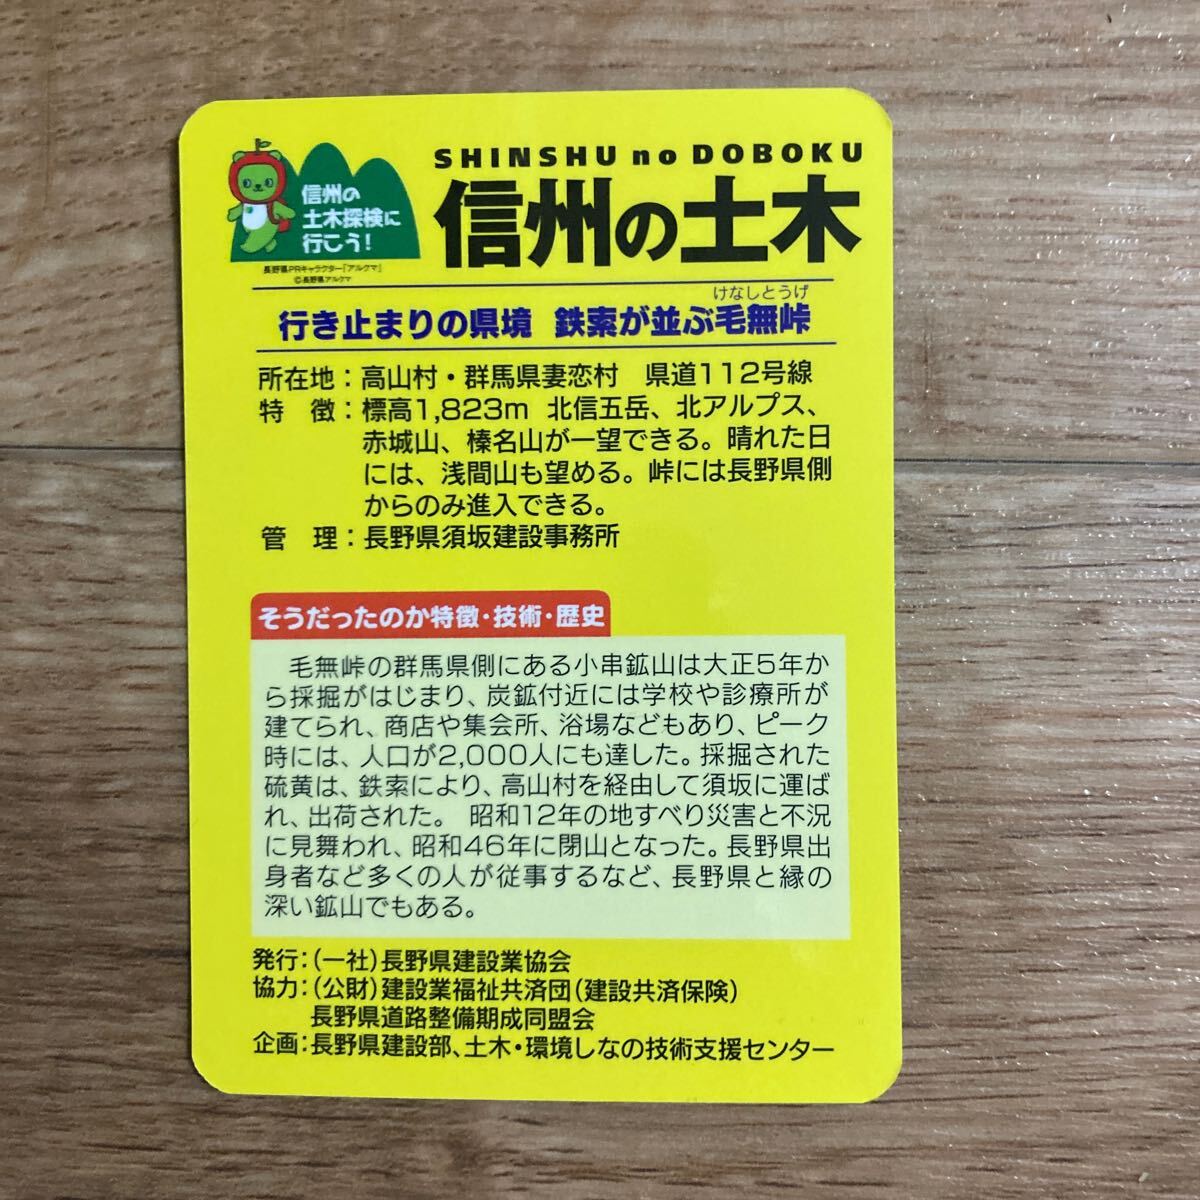 信州の
土木探検に
行こう!
長野県PRキャラクター「アルクマ」
©長野県アルクマ
SHINSHU no DOBOKU
信州の土木
けなしとうげ
行き止まりの県境 鉄索が並ぶ毛無峠
所在地：高山村・群馬県妻恋村　県道112号線
特　徴：標高1,823m 北信五岳、北アルプス、
赤城山、榛名山が一望できる。晴れた日
には、浅間山も望める。峠には長野県側
からのみ進入できる。
管　理：長野県須坂建設事務所
そうだったのか特徴・技術・歴史
　毛無峠の群馬県側にある小串鉱山は大正5年か
ら採掘がはじまり、炭鉱付近には学校や診療所が
建てられ、商店や集会所、浴場などもあり、ピーク
時には、人口が2,000人にも達した。採掘された
硫黄は、鉄索により、高山村を経由して須坂に運ば
れ、出荷された。 昭和12年の地すべり災害と不況
に見舞われ、昭和46年に閉山となった。長野県出
身者など多くの人が従事するなど、長野県と縁の
深い鉱山でもある。
発行：(一社)長野県建設業協会
協力：(公財)建設業福祉共済団(建設共済保険)
長野県道路整備期成同盟会
企画：長野県建設部、土木・環境しなの技術支援センター